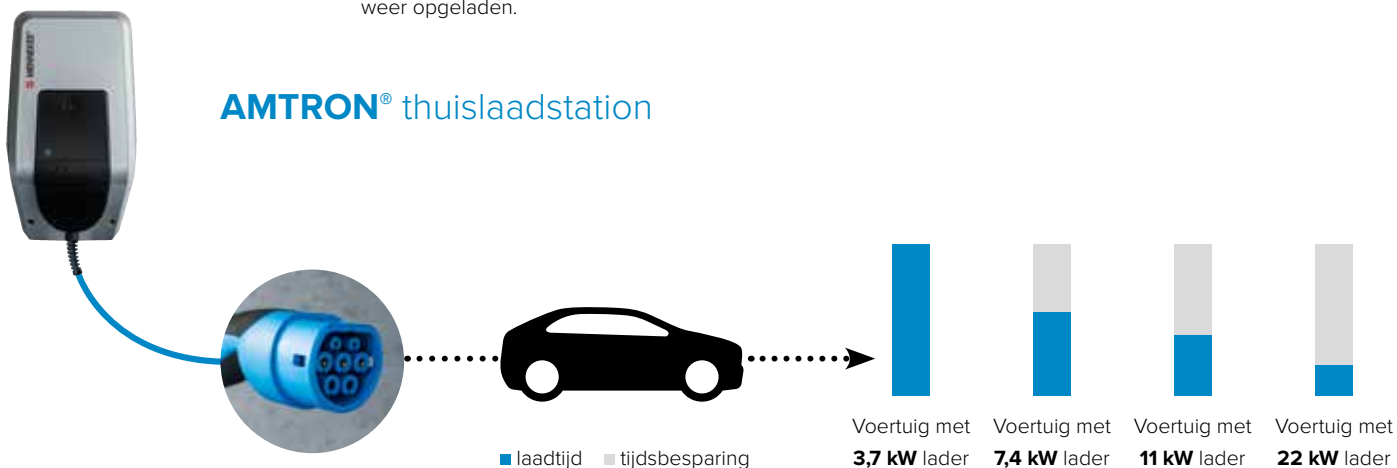 weer opgeladen.
MENNEKES
AMTRON® thuislaadstation
Voertuig met
3,7 kW lader
Voertuig met
7,4 kW lader
Voertuig met
11 kW lader
Voertuig met
22 kW lader
laadtijd tijdsbesparing